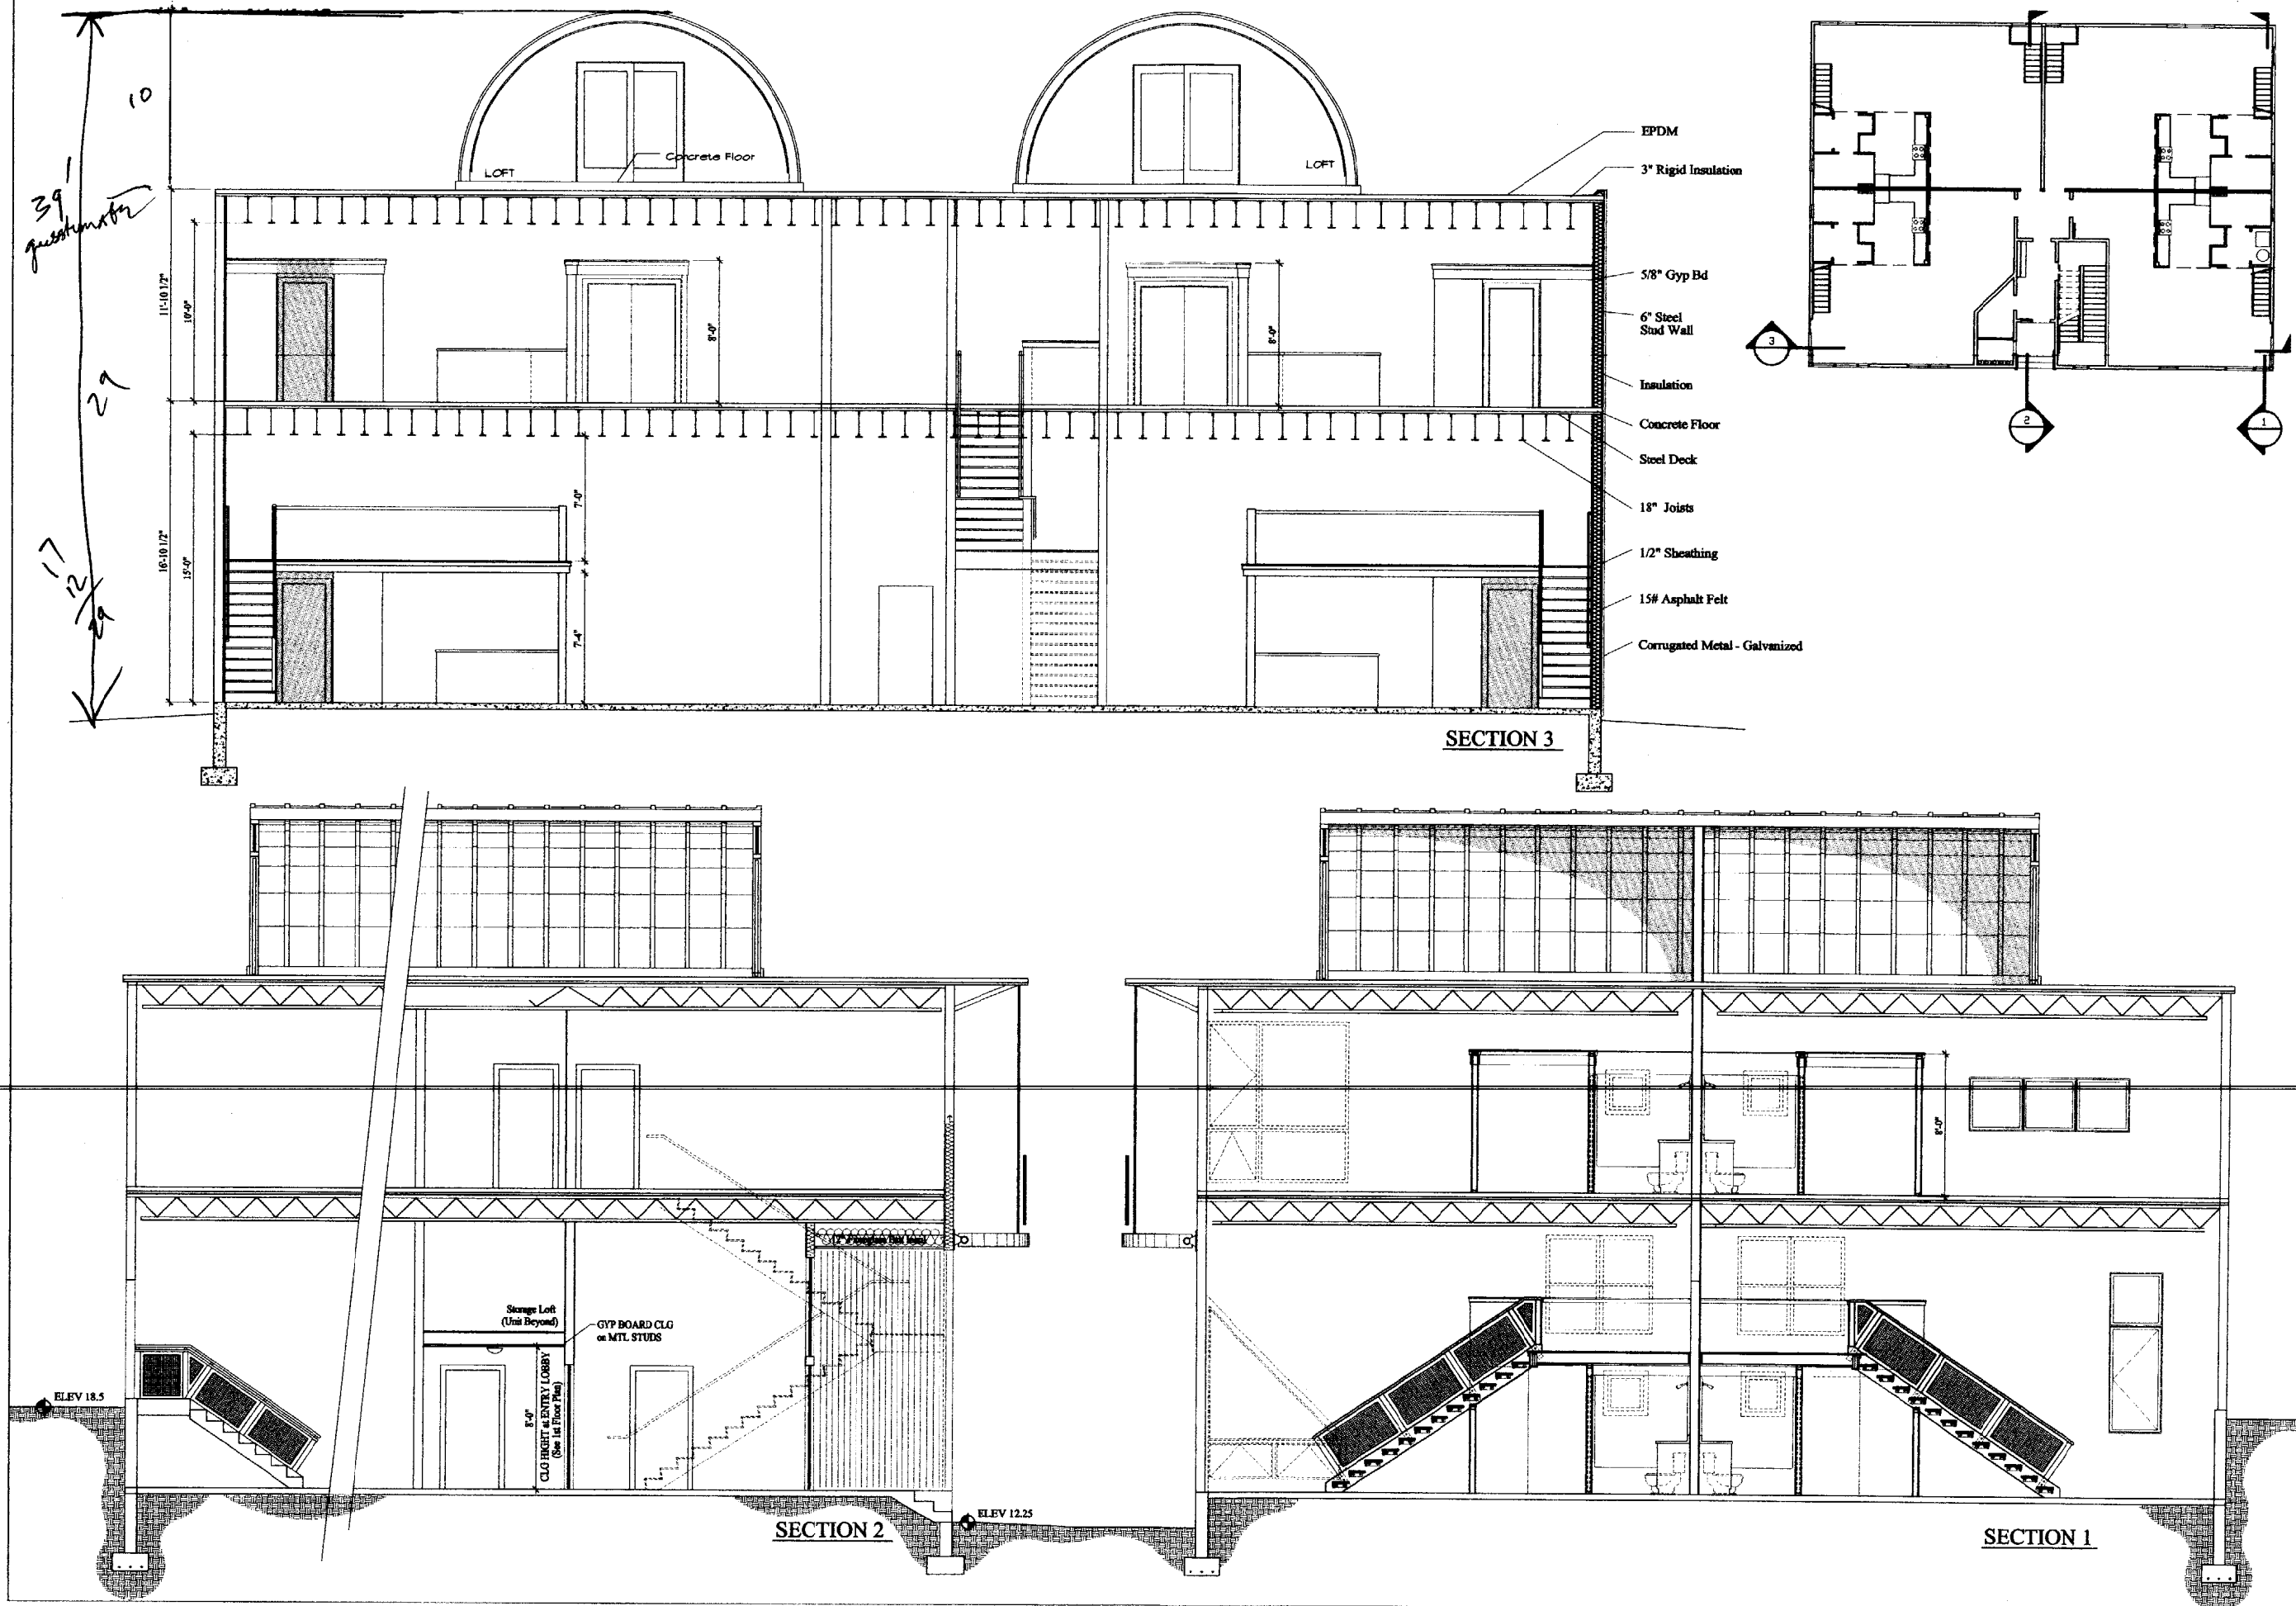 10
39'
guesstimate
29
17
12
29
11'-10 1/2"
10'-0"
16'-10 1/2"
15'-0"
LOFT
Concrete Floor
LOFT
8'-0"
8'-0"
7'-0"
7'-4"
EPDM
3" Rigid Insulation
5/8" Gyp Bd
6" Steel
Stud Wall
Insulation
Concrete Floor
Steel Deck
18" Joists
1/2" Sheathing
15# Asphalt Felt
Corrugated Metal - Galvanized
SECTION 3
3
2
1
ELEV 18.5
Storage Loft
(Unit Beyond)
GYP BOARD CLG
on MTL STUDS
8'-0"
CLG HEIGHT at ENTRY LOBBY
(See 1st Floor Plan)
SECTION 2
ELEV 12.25
8'-0"
SECTION 1